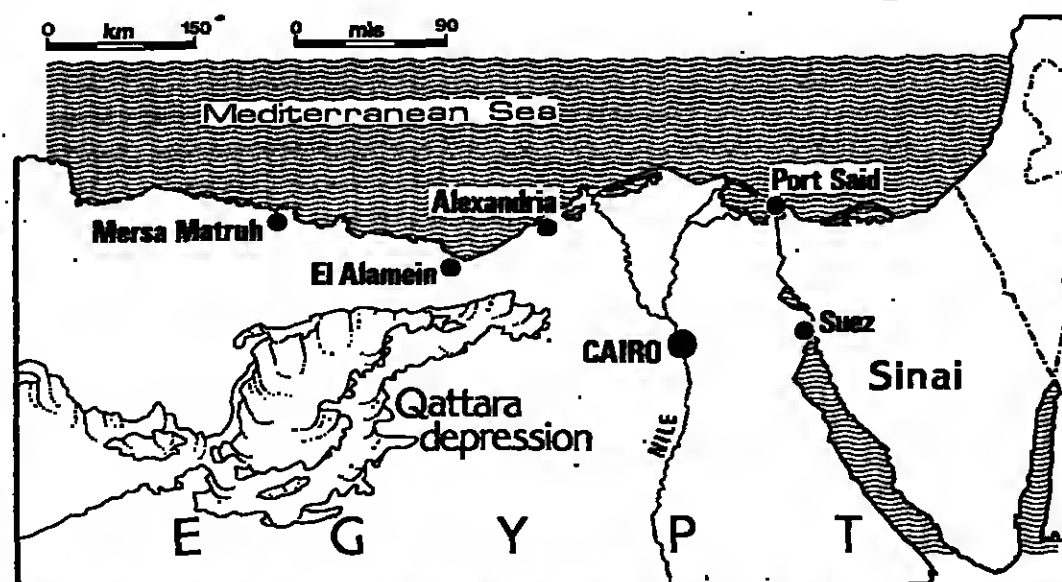 0 km 150 0 mls 90
Mediterranean Sea
Port Said
Alexandria
Mersa Matruh
El Alamein
Suez
CAIRO
Sinai
Qattara
depression
NILE
E G Y P T